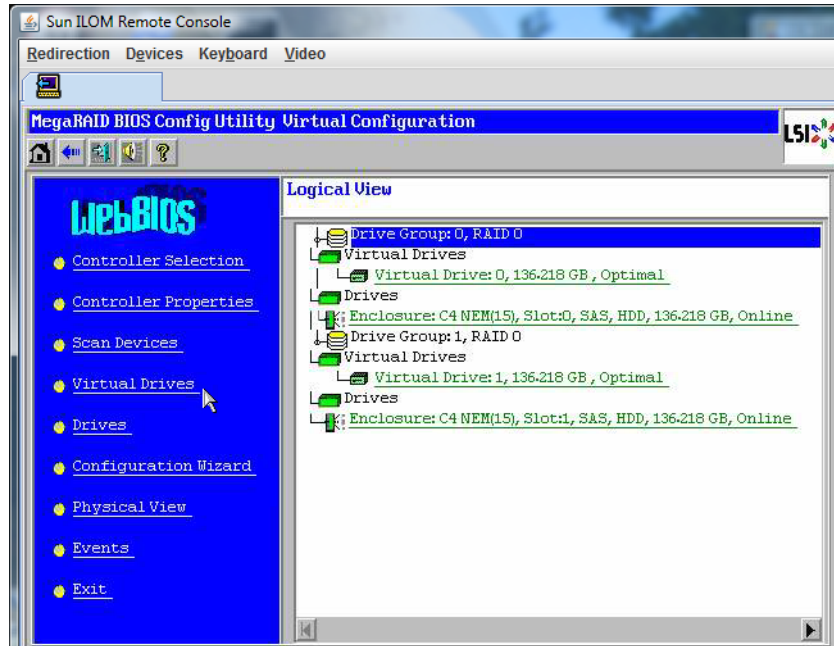 Sun ILOM Remote Console
Redirection Devices Keyboard Video
MegaRAID BIOS Config Utility Virtual Configuration
LSI
?
WebBIOS
Controller Selection
Controller Properties
Scan Devices
Virtual Drives
Drives
Configuration Wizard
Physical View
Events
Exit
Logical View
Drive Group: 0, RAID 0
Virtual Drives
Virtual Drive: 0, 136.218 GB , Optimal
Drives
Enclosure: C4 NEM(15), Slot:0, SAS, HDD, 136.218 GB, Online
Drive Group: 1, RAID 0
Virtual Drives
Virtual Drive: 1, 136.218 GB , Optimal
Drives
Enclosure: C4 NEM(15), Slot:1, SAS, HDD, 136.218 GB, Online